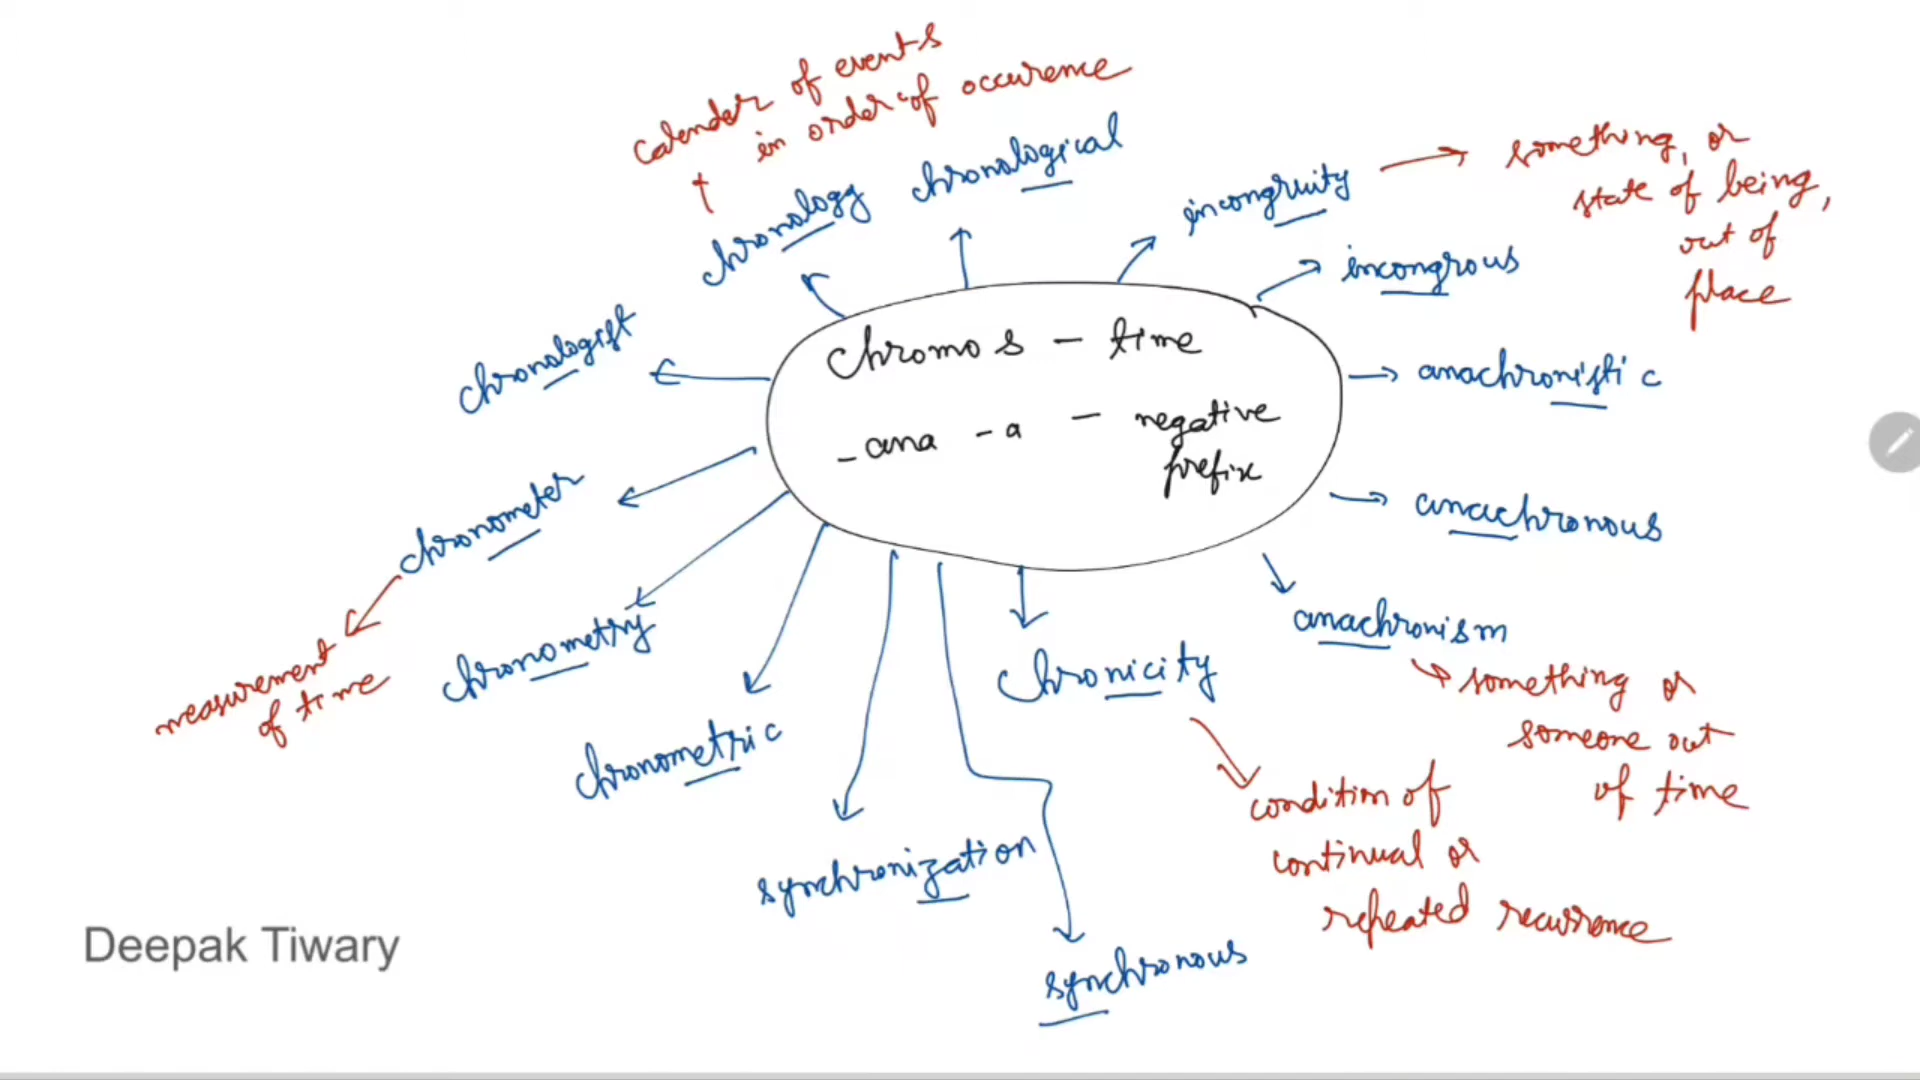 calender of events
in order of occurence
chronology
chronological
incongruity
something, or
state of being,
out of
place
incongrous
chronologist
chromos - time
-ana -a - negative
prefix
anachronistic
anachronous
chronometer
measurement
of time
chronometry
chronometric
synchronization
synchronous
chronicity
condition of
continual or
repeated recurrence
anachronism
something or
someone out
of time
Deepak Tiwary